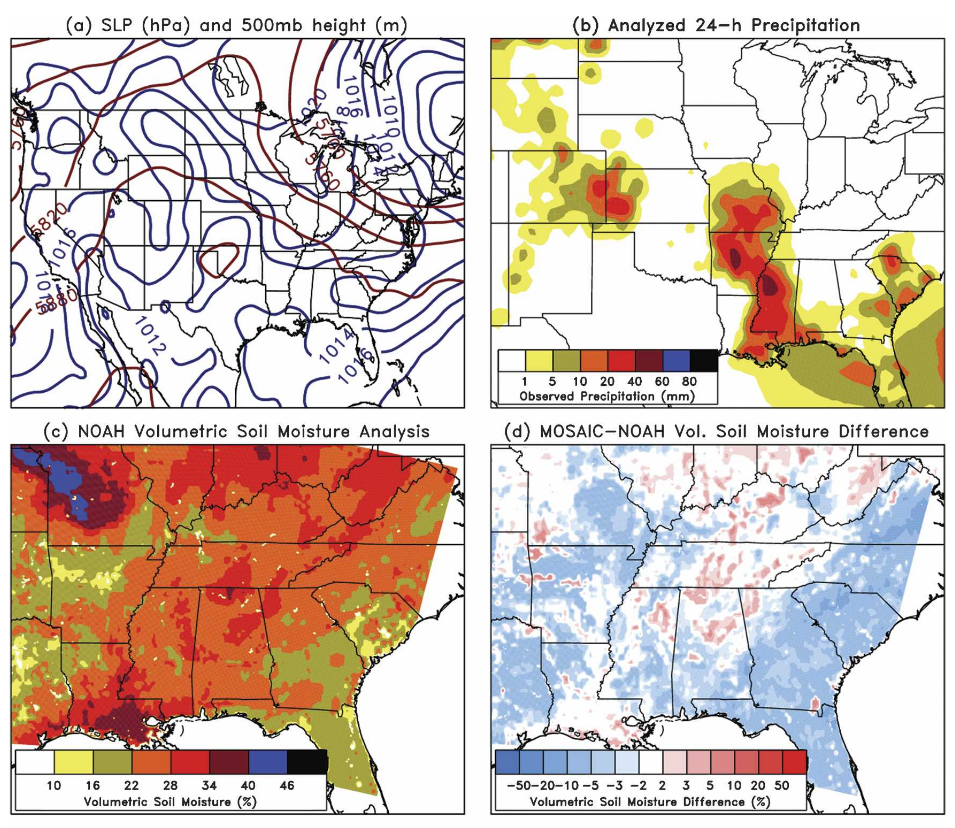 (a) SLP (hPa) and 500mb height (m)
(b) Analyzed 24-h Precipitation
1016
1010
5820
1016
5880
1012
1014
1016
5760
1 5 10 20 40 60 80
Observed Precipitation (mm)
(c) NOAH Volumetric Soil Moisture Analysis
(d) MOSAIC-NOAH Vol. Soil Moisture Difference
10 16 22 28 34 40 46
Volumetric Soil Moisture (%)
-50 -20 -10 -5 -3 -2 2 3 5 10 20 50
Volumetric Soil Moisture Difference (%)